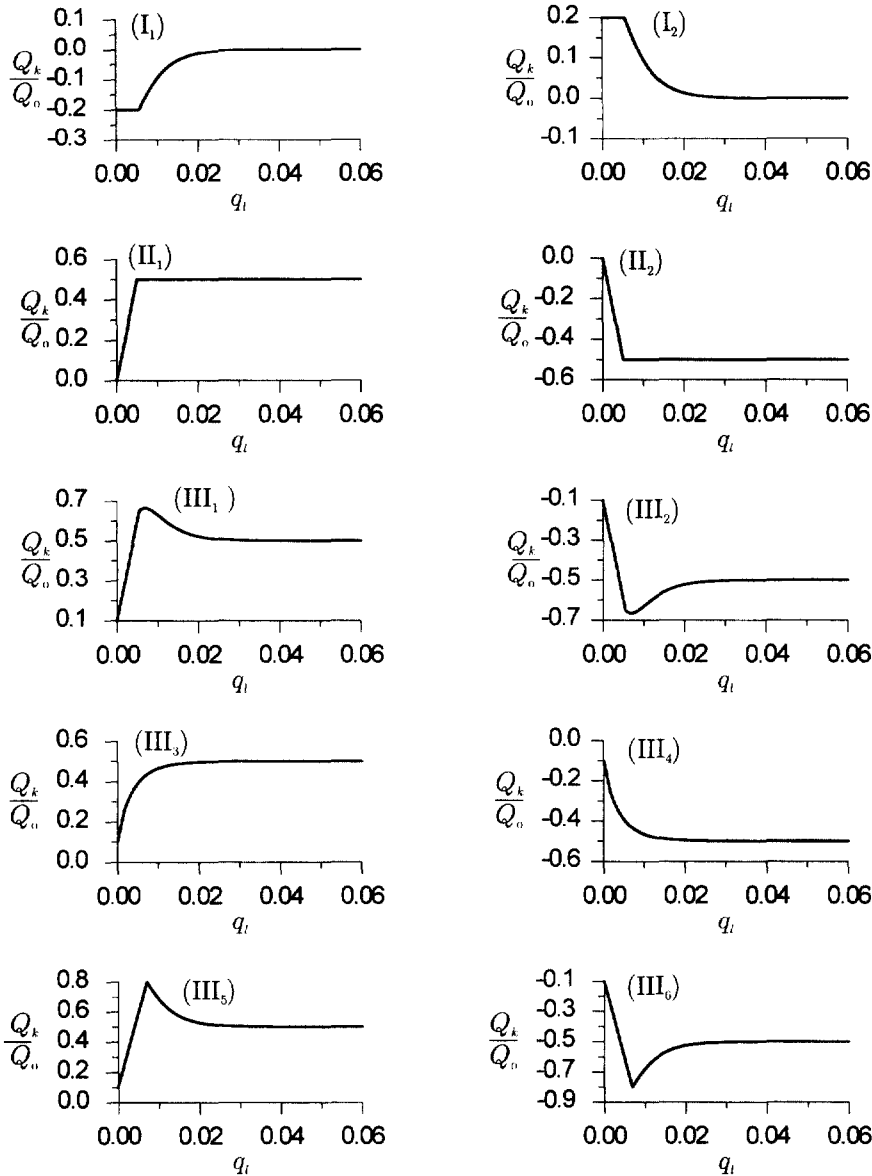 (I₁)
0.1
0.0
-0.1
-0.2
-0.3
Qₖ
Qₒ
0.00 0.02 0.04 0.06
qₗ
(I₂)
0.2
0.1
0.0
-0.1
Qₖ
Qₒ
0.00 0.02 0.04 0.06
qₗ
(II₁)
0.6
0.4
0.2
0.0
Qₖ
Qₒ
0.00 0.02 0.04 0.06
qₗ
(II₂)
0.0
-0.2
-0.4
-0.6
Qₖ
Qₒ
0.00 0.02 0.04 0.06
qₗ
(III₁ )
0.7
0.5
0.3
0.1
Qₖ
Qₒ
0.00 0.02 0.04 0.06
qₗ
(III₂)
-0.1
-0.3
-0.5
-0.7
Qₖ
Qₒ
0.00 0.02 0.04 0.06
qₗ
(III₃)
0.6
0.4
0.2
0.0
Qₖ
Qₒ
0.00 0.02 0.04 0.06
qₗ
(III₄)
0.0
-0.2
-0.4
-0.6
Qₖ
Qₒ
0.00 0.02 0.04 0.06
qₗ
(III₅)
0.8
0.6
0.4
0.2
0.0
Qₖ
Qₒ
0.00 0.02 0.04 0.06
qₗ
(III₆)
-0.1
-0.3
-0.5
-0.7
-0.9
Qₖ
Qₒ
0.00 0.02 0.04 0.06
qₗ